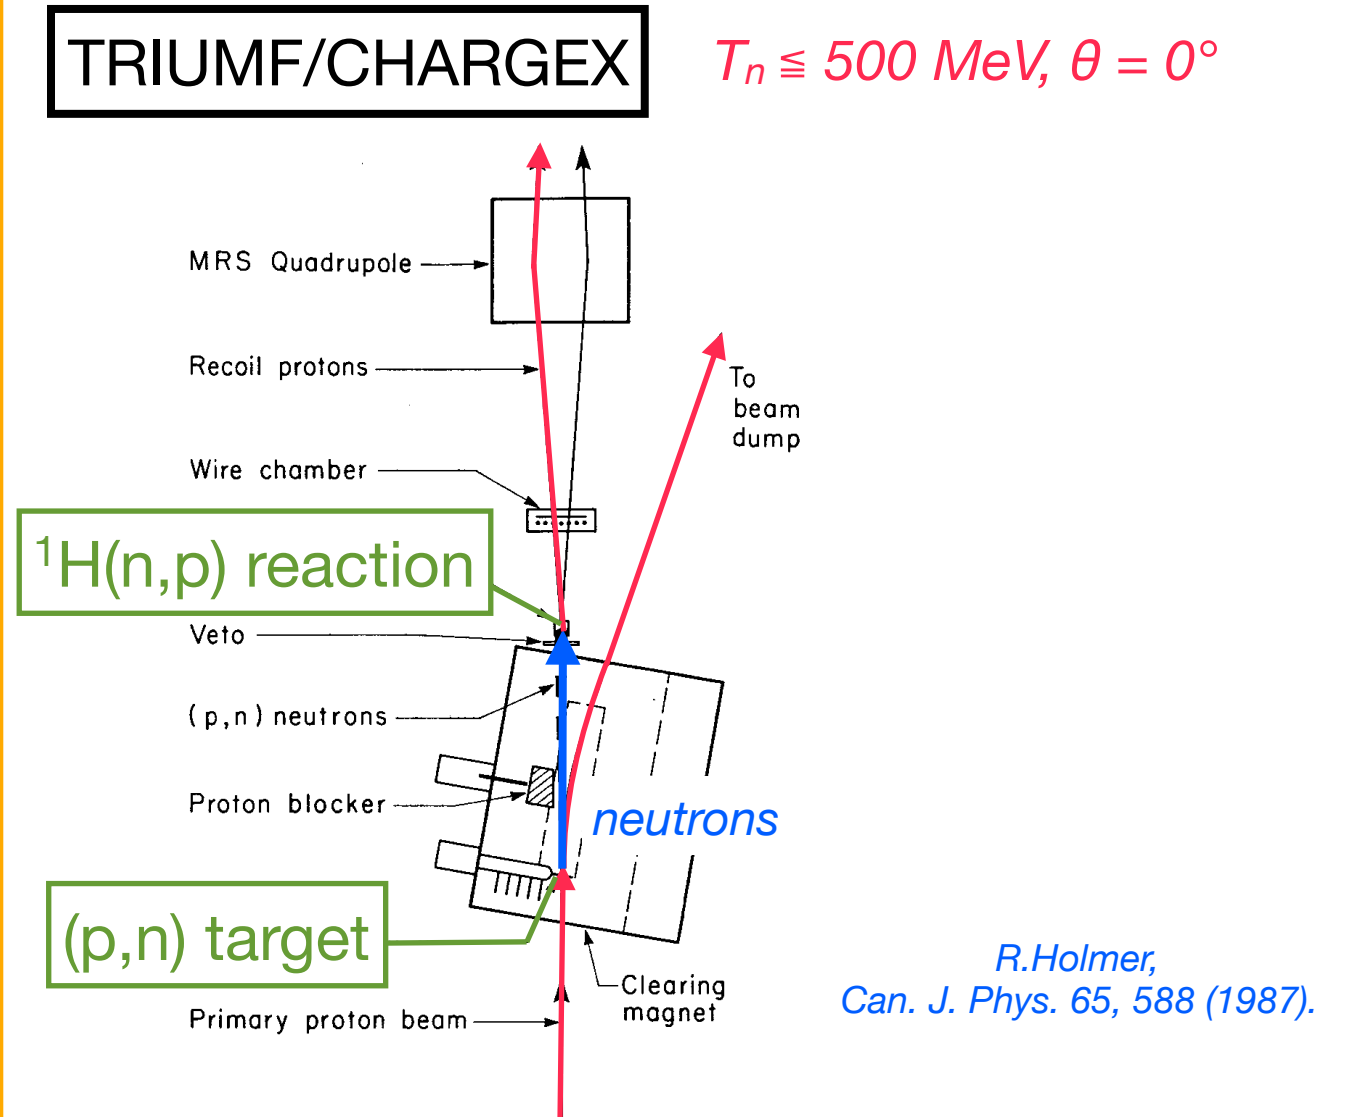 TRIUMF/CHARGEX
Tn ≦ 500 MeV, θ = 0°
MRS Quadrupole
Recoil protons
To
beam
dump
Wire chamber
¹H(n,p) reaction
Veto
(p,n) neutrons
Proton blocker
neutrons
(p,n) target
Clearing
magnet
Primary proton beam
R.Holmer,
Can. J. Phys. 65, 588 (1987).